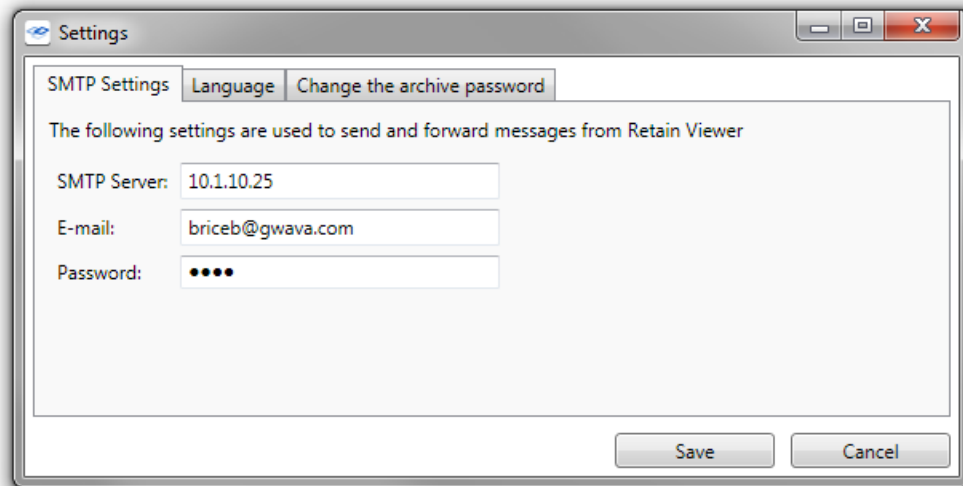 Settings
SMTP Settings Language Change the archive password
The following settings are used to send and forward messages from Retain Viewer
SMTP Server: 10.1.10.25
E-mail: briceb@gwava.com
Password: ••••
Save Cancel